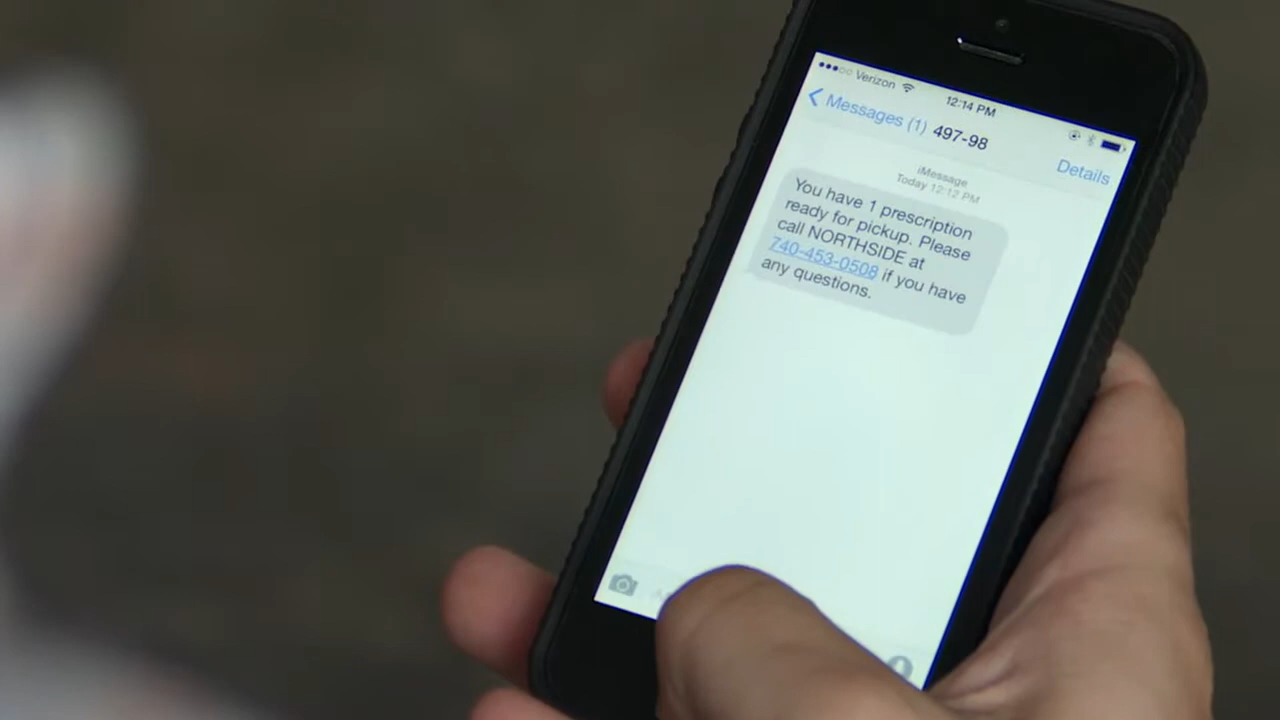 Verizon 12:14 PM
Messages (1) 497-98 Details
iMessage
Today 12:12 PM
You have 1 prescription
ready for pickup. Please
call NORTHSIDE at
740-453-0508 if you have
any questions.